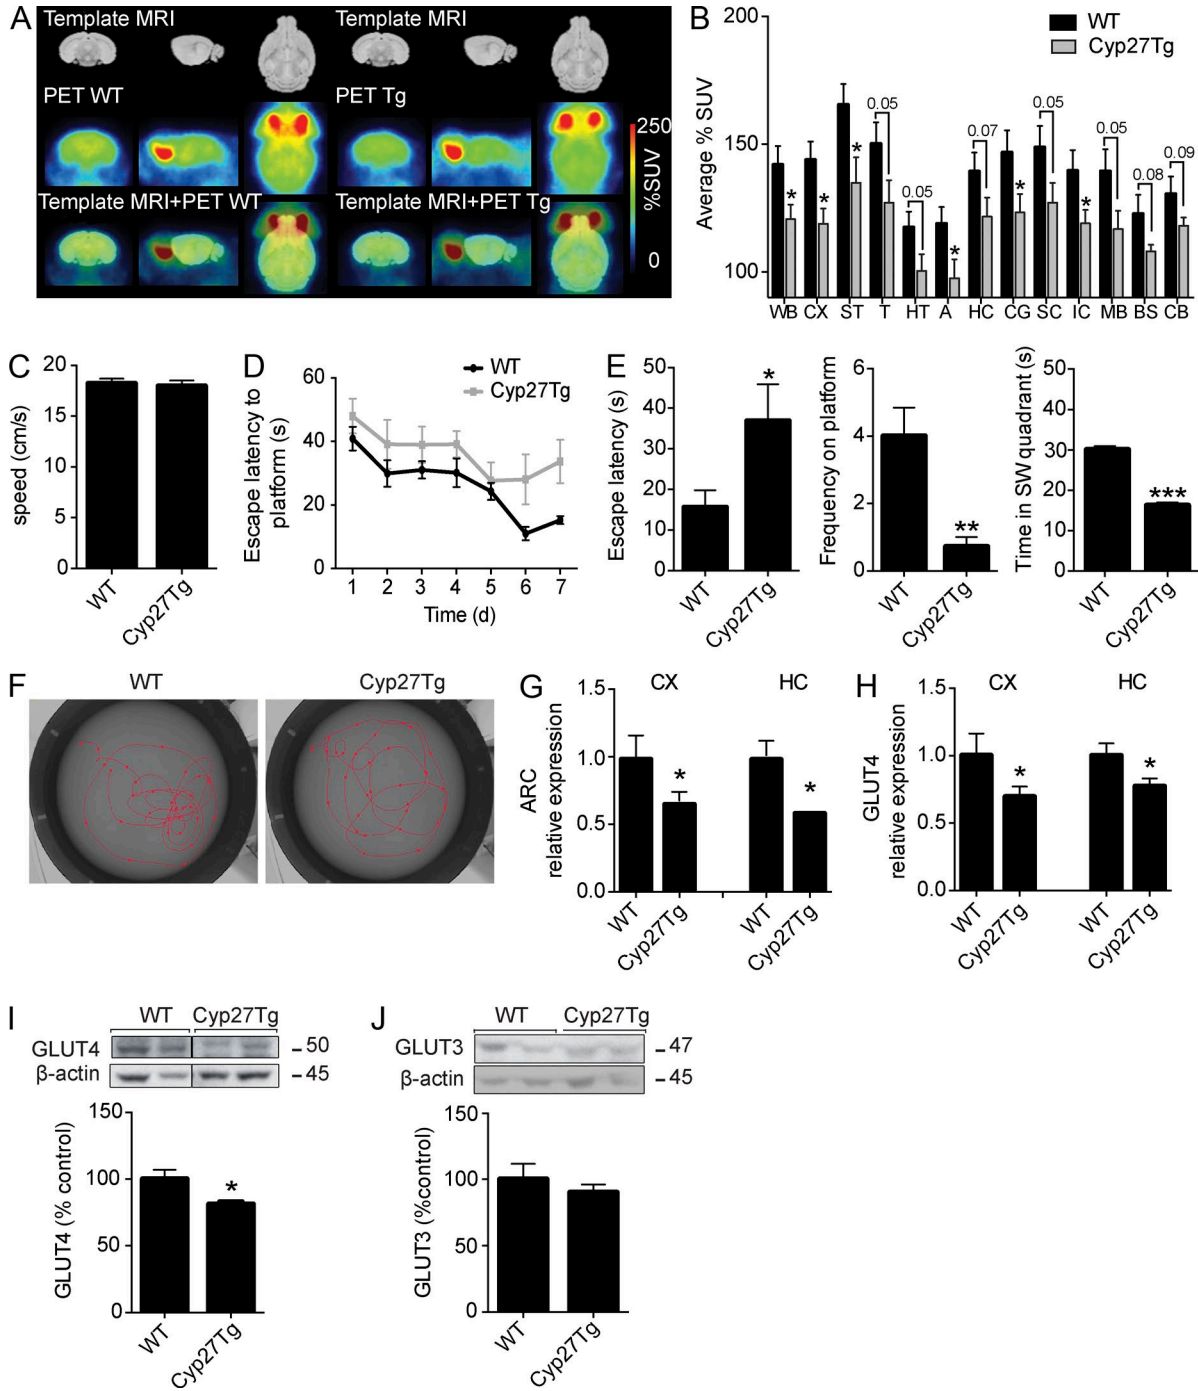 A
Template MRI
Template MRI
PET WT
PET Tg
Template MRI+PET WT
Template MRI+PET Tg
250
%SUV
0
B
WT
Cyp27Tg
Average % SUV
200
150
100
*
*
*
0.05
0.05
*
0.07
*
0.05
*
0.05
0.08
0.09
WB CX ST T HT A HC CG SC IC MB BS CB
C
speed (cm/s)
20
15
10
5
0
WT
Cyp27Tg
D
WT
Cyp27Tg
Escape latency to
platform (s)
60
40
20
0
1 2 3 4 5 6 7
Time (d)
E
Escape latency (s)
50
40
30
20
10
0
*
WT
Cyp27Tg
Frequency on platform
6
4
2
0
**
WT
Cyp27Tg
Time in SW quadrant (s)
50
40
30
20
10
0
***
WT
Cyp27Tg
F
WT
Cyp27Tg
G
CX
HC
ARC
relative expression
1.5
1.0
0.5
0.0
*
*
WT
Cyp27Tg
WT
Cyp27Tg
H
CX
HC
GLUT4
relative expression
1.5
1.0
0.5
0.0
*
*
WT
Cyp27Tg
WT
Cyp27Tg
I
WT
Cyp27Tg
GLUT4
- 50
β-actin
- 45
GLUT4 (% control)
150
100
50
0
*
WT
Cyp27Tg
J
WT
Cyp27Tg
GLUT3
- 47
β-actin
- 45
GLUT3 (%control)
150
100
50
0
WT
Cyp27Tg